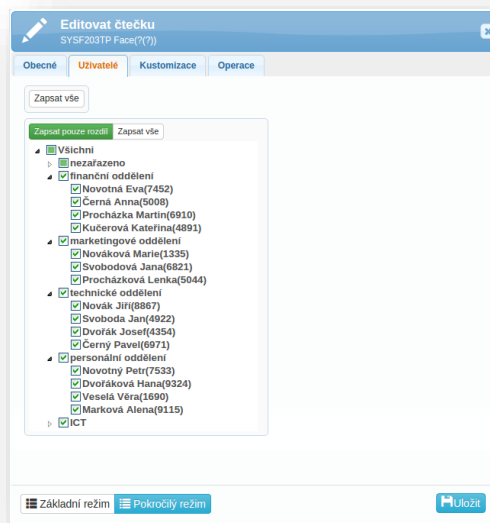 Editovat čtečku
SYSF203TP Face(?(?))
Obecné Uživatelé Kustomizace Operace
Zapsat vše
Zapsat pouze rozdíl Zapsat vše
Všichni
nezařazeno
finanční oddělení
Novotná Eva(7452)
Černá Anna(5008)
Procházka Martin(6910)
Kučerová Kateřina(4891)
marketingové oddělení
Nováková Marie(1335)
Svobodová Jana(6821)
Procházková Lenka(5044)
technické oddělení
Novák Jiří(8867)
Svoboda Jan(4922)
Dvořák Josef(4354)
Černý Pavel(6971)
personální oddělení
Novotný Petr(7533)
Dvořáková Hana(9324)
Veselá Věra(1690)
Marková Alena(9115)
ICT
Základní režim Pokročilý režim Uložit